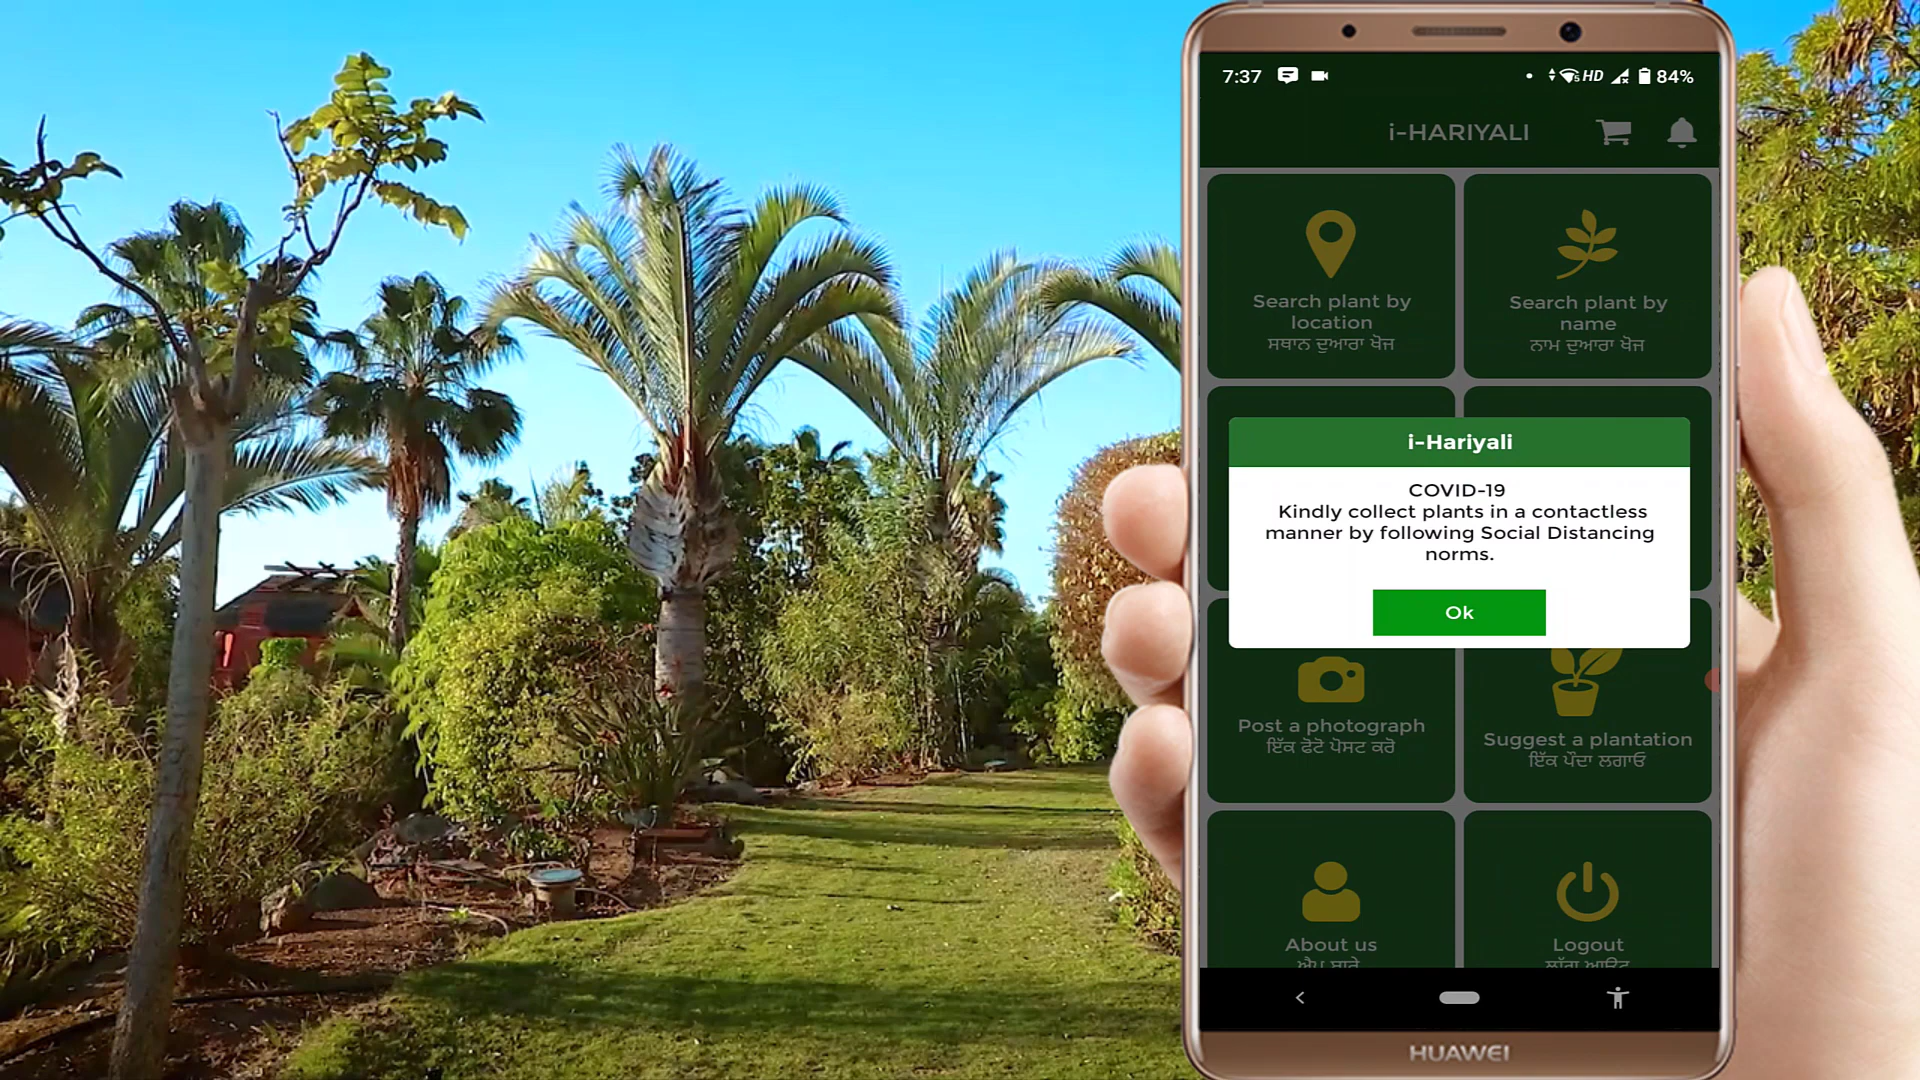 7:37
HD
84%
i-HARIYALI
Search plant by
location
ਸਥਾਨ ਦੁਆਰਾ ਖੋਜ
Search plant by
name
ਨਾਮ ਦੁਆਰਾ ਖੋਜ
i-Hariyali
COVID-19
Kindly collect plants in a contactless
manner by following Social Distancing
norms.
Ok
Post a photograph
ਇੱਕ ਫੋਟੋ ਪੋਸਟ ਕਰੋ
Suggest a plantation
ਇੱਕ ਪੌਦਾ ਲਗਾਓ
About us
ਐਪ ਬਾਰੇ
Logout
ਲਾੱਗ ਆਊਟ
HUAWEI